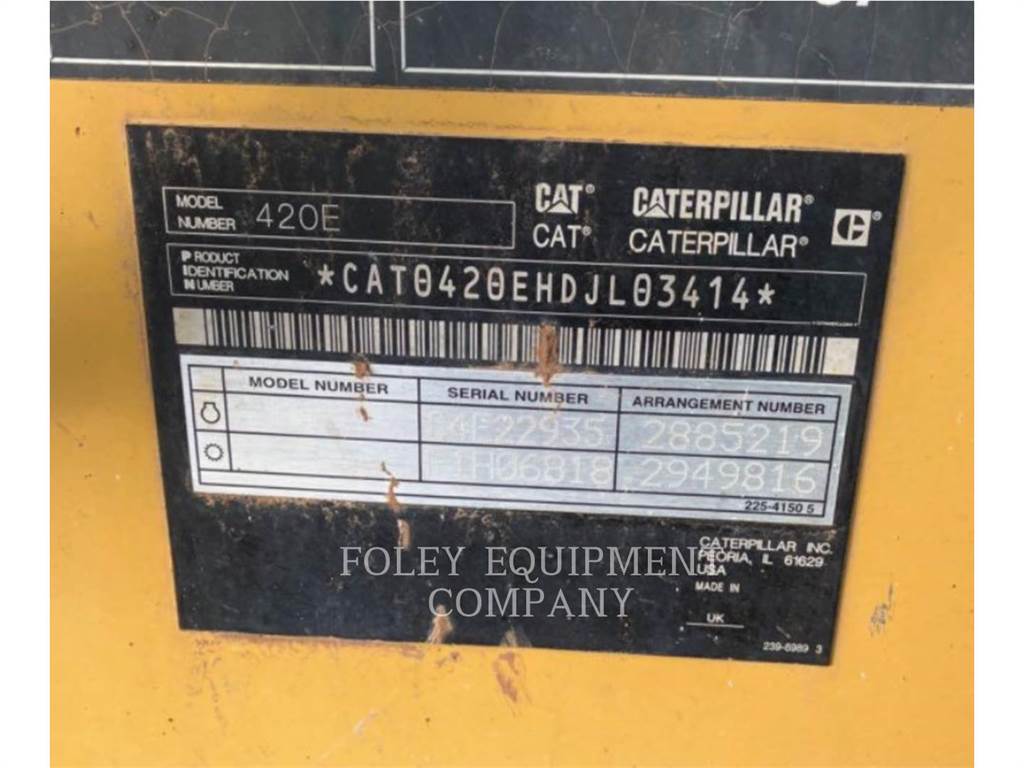 MODEL NUMBER 420E
CAT® CATERPILLAR®
CAT® CATERPILLAR®
PRODUCT IDENTIFICATION NUMBER *CAT0420EHDJL03414*
MODEL NUMBER SERIAL NUMBER ARRANGEMENT NUMBER
2885219
2949816
225-4150 5
CATERPILLAR INC.
PEORIA, IL 61629
USA
MADE IN
UK
239-6989 3
FOLEY EQUIPMENT
COMPANY